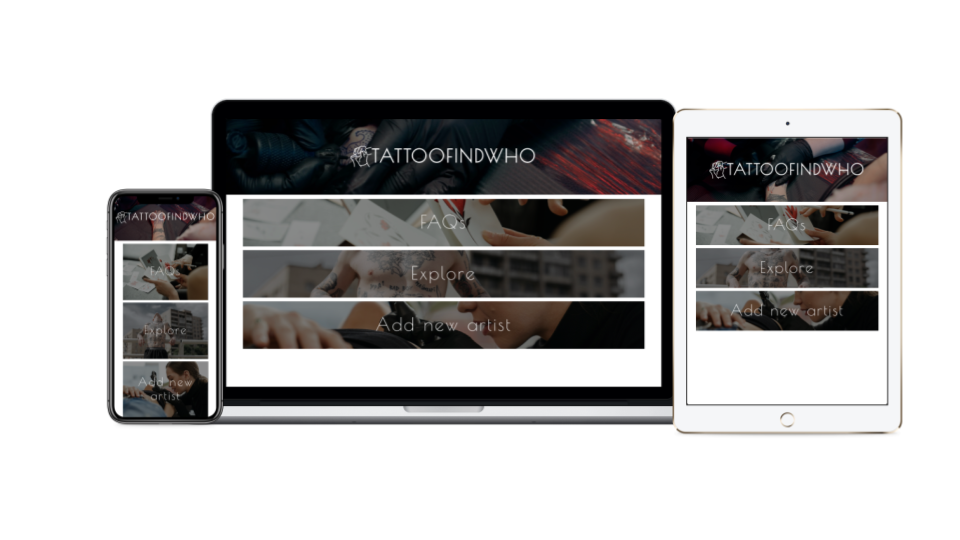 TATTOOFINDWHO
FAQs
Explore
Add new
artist
TATTOOFINDWHO
FAQs
Explore
Add new artist
TATTOOFINDWHO
FAQs
Explore
Add new artist